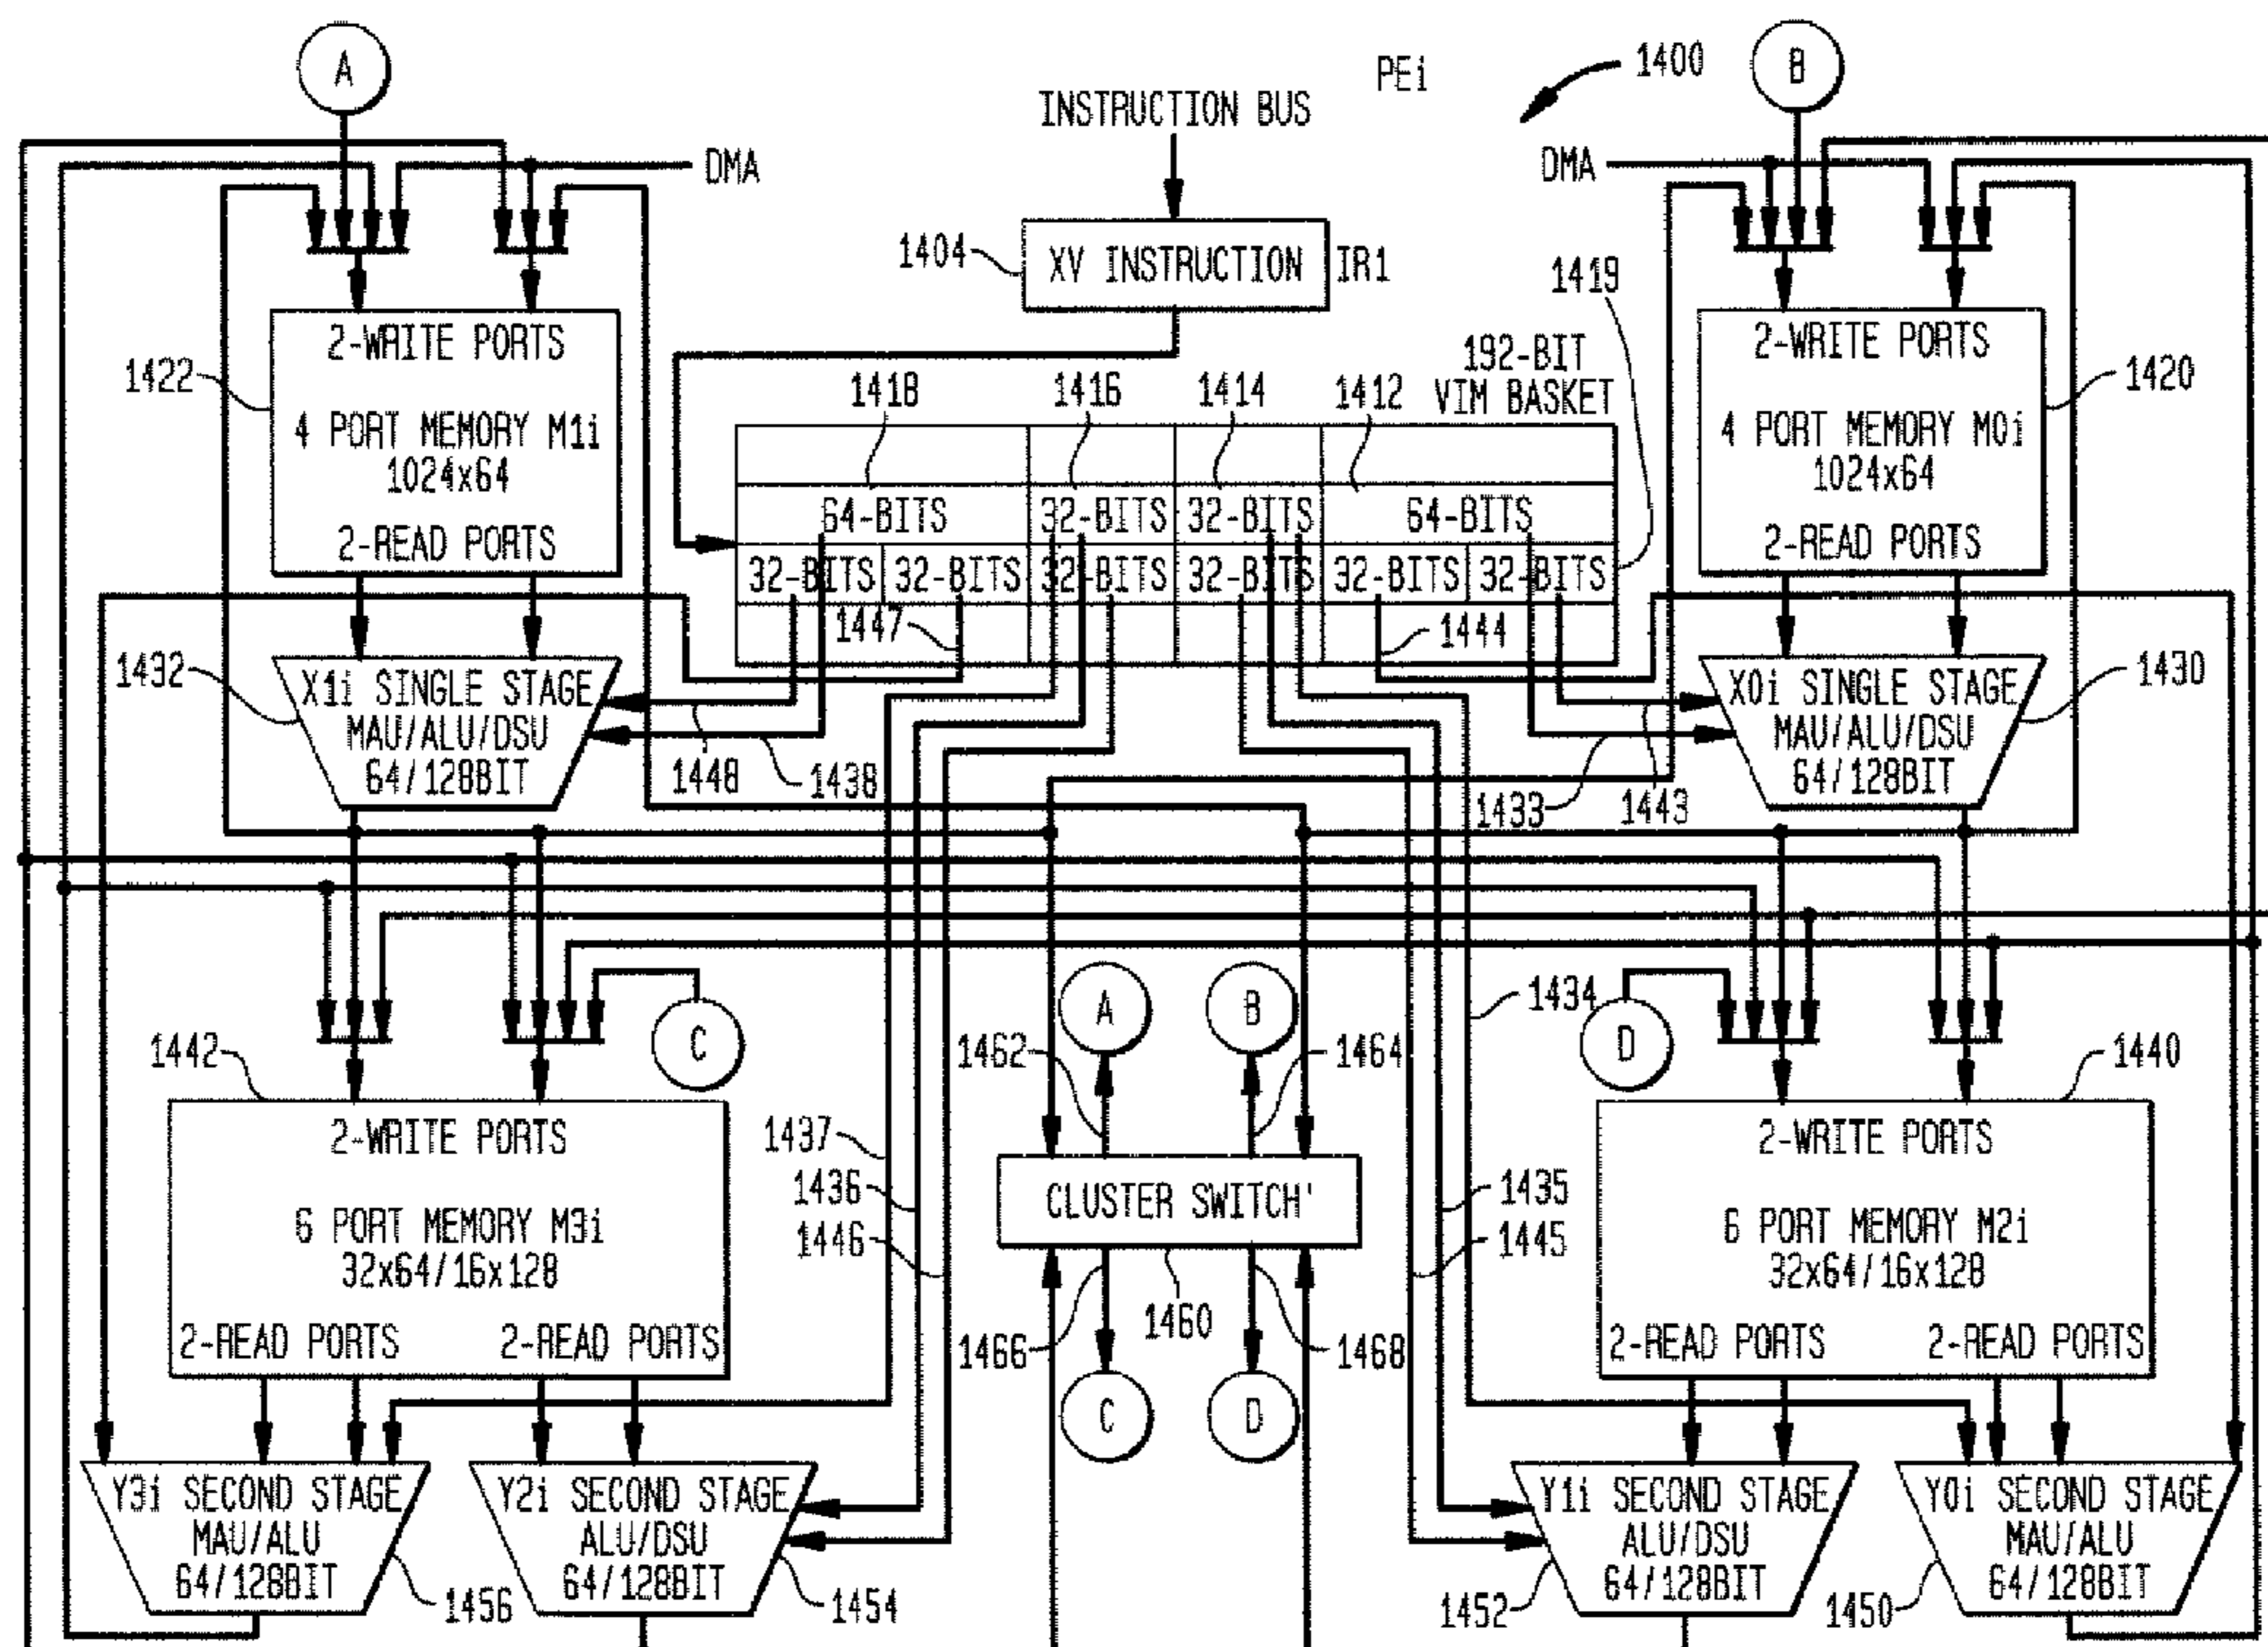 A
PEi
1400
B
INSTRUCTION BUS
DMA
DMA
1404
XV INSTRUCTION
IR1
1419
2-WRITE PORTS
4 PORT MEMORY M1i
1024x64
2-READ PORTS
1422
1418
1416
1414
1412
192-BIT
VIM BASKET
2-WRITE PORTS
4 PORT MEMORY M0i
1024x64
2-READ PORTS
1420
64-BITS
32-BITS
32-BITS
64-BITS
32-BITS
32-BITS
32-BITS
32-BITS
32-BITS
32-BITS
1447
1444
1432
X1i SINGLE STAGE
MAU/ALU/DSU
64/128BIT
1448
1438
1433
1443
X0i SINGLE STAGE
MAU/ALU/DSU
64/128BIT
1430
1442
C
A
B
1462
1464
1434
D
1440
2-WRITE PORTS
6 PORT MEMORY M3i
32x64/16x128
2-READ PORTS
2-READ PORTS
1437
1436
1446
CLUSTER SWITCH'
1466
1460
1468
C
D
1435
1445
2-WRITE PORTS
6 PORT MEMORY M2i
32x64/16x128
2-READ PORTS
2-READ PORTS
Y3i SECOND STAGE
MAU/ALU
64/128BIT
1456
Y2i SECOND STAGE
ALU/DSU
64/128BIT
1454
1452
Y1i SECOND STAGE
ALU/DSU
64/128BIT
1450
Y0i SECOND STAGE
MAU/ALU
64/128BIT